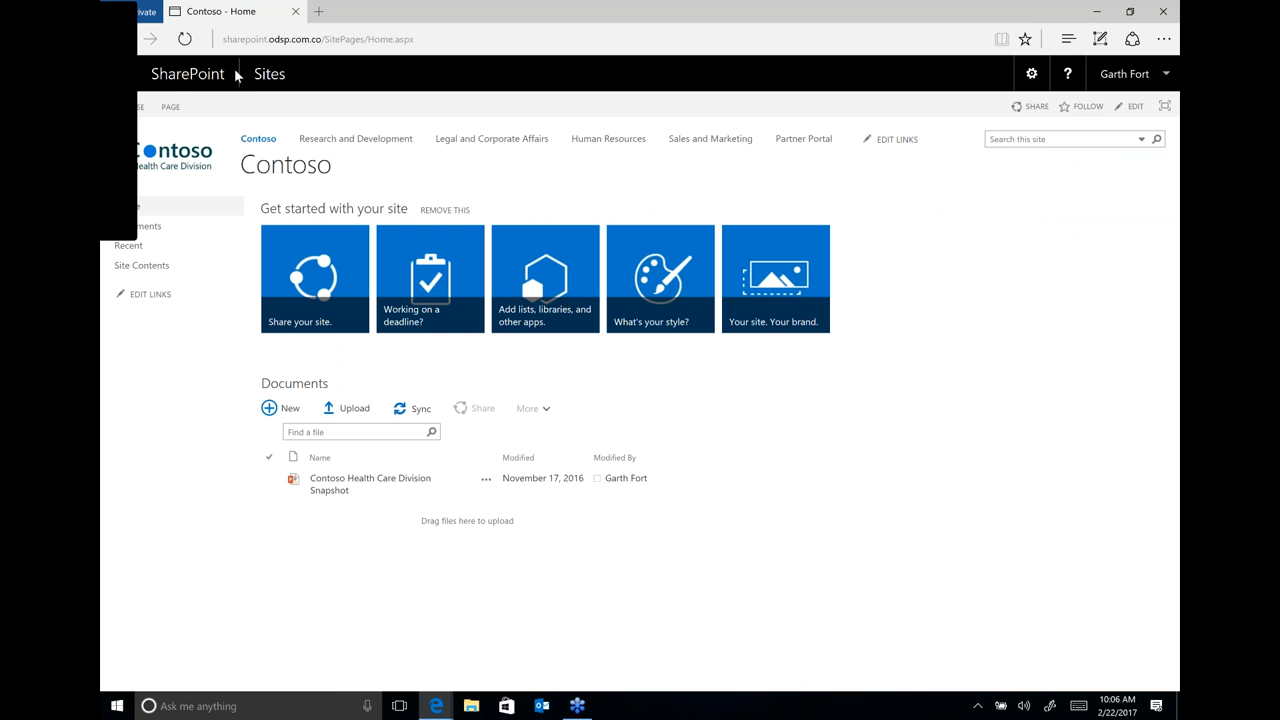 Contoso - Home
sharepoint.odsp.com.co/SitePages/Home.aspx
SharePoint
Sites
? Garth Fort
PAGE
SHARE FOLLOW EDIT
Contoso Research and Development Legal and Corporate Affairs Human Resources Sales and Marketing Partner Portal EDIT LINKS
Search this site
Division
Contoso
Get started with your site REMOVE THIS
Share your site.
Working on a
deadline?
Add lists, libraries, and
other apps.
What's your style?
Your site. Your brand.
Recent
Site Contents
EDIT LINKS
Documents
New Upload Sync Share More
Find a file
Name Modified Modified By
Contoso Health Care Division
Snapshot
... November 17, 2016 Garth Fort
Drag files here to upload
Ask me anything
10:06 AM
2/22/2017